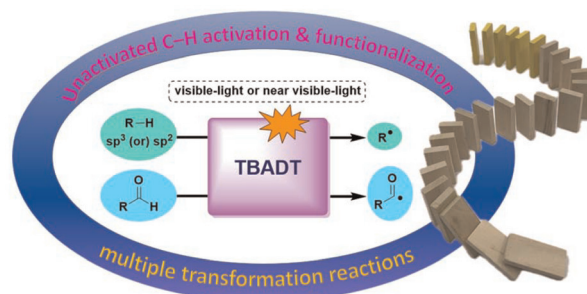 Unactivated C–H activation & functionalization
visible-light or near visible-light
R–H
sp³ (or) sp²
TBADT
R•
O
R H
O
R •
multiple transformation reactions